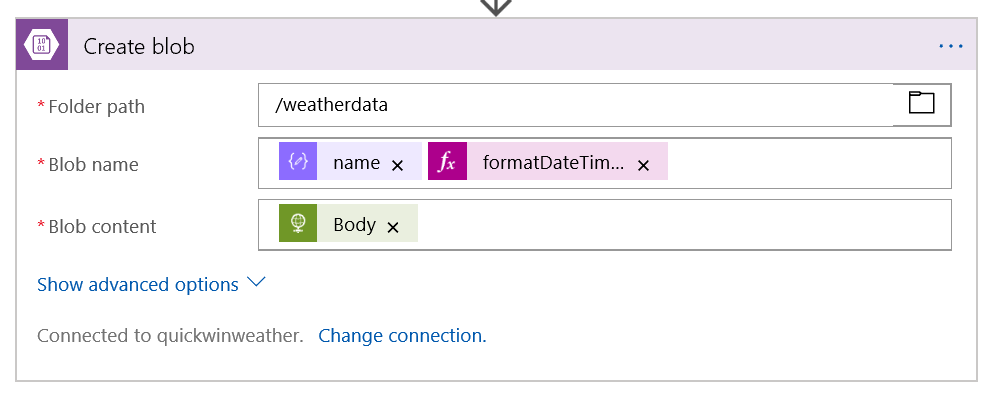 Create blob
* Folder path
/weatherdata
* Blob name
name × fx formatDateTim... ×
* Blob content
Body ×
Show advanced options
Connected to quickwinweather. Change connection.